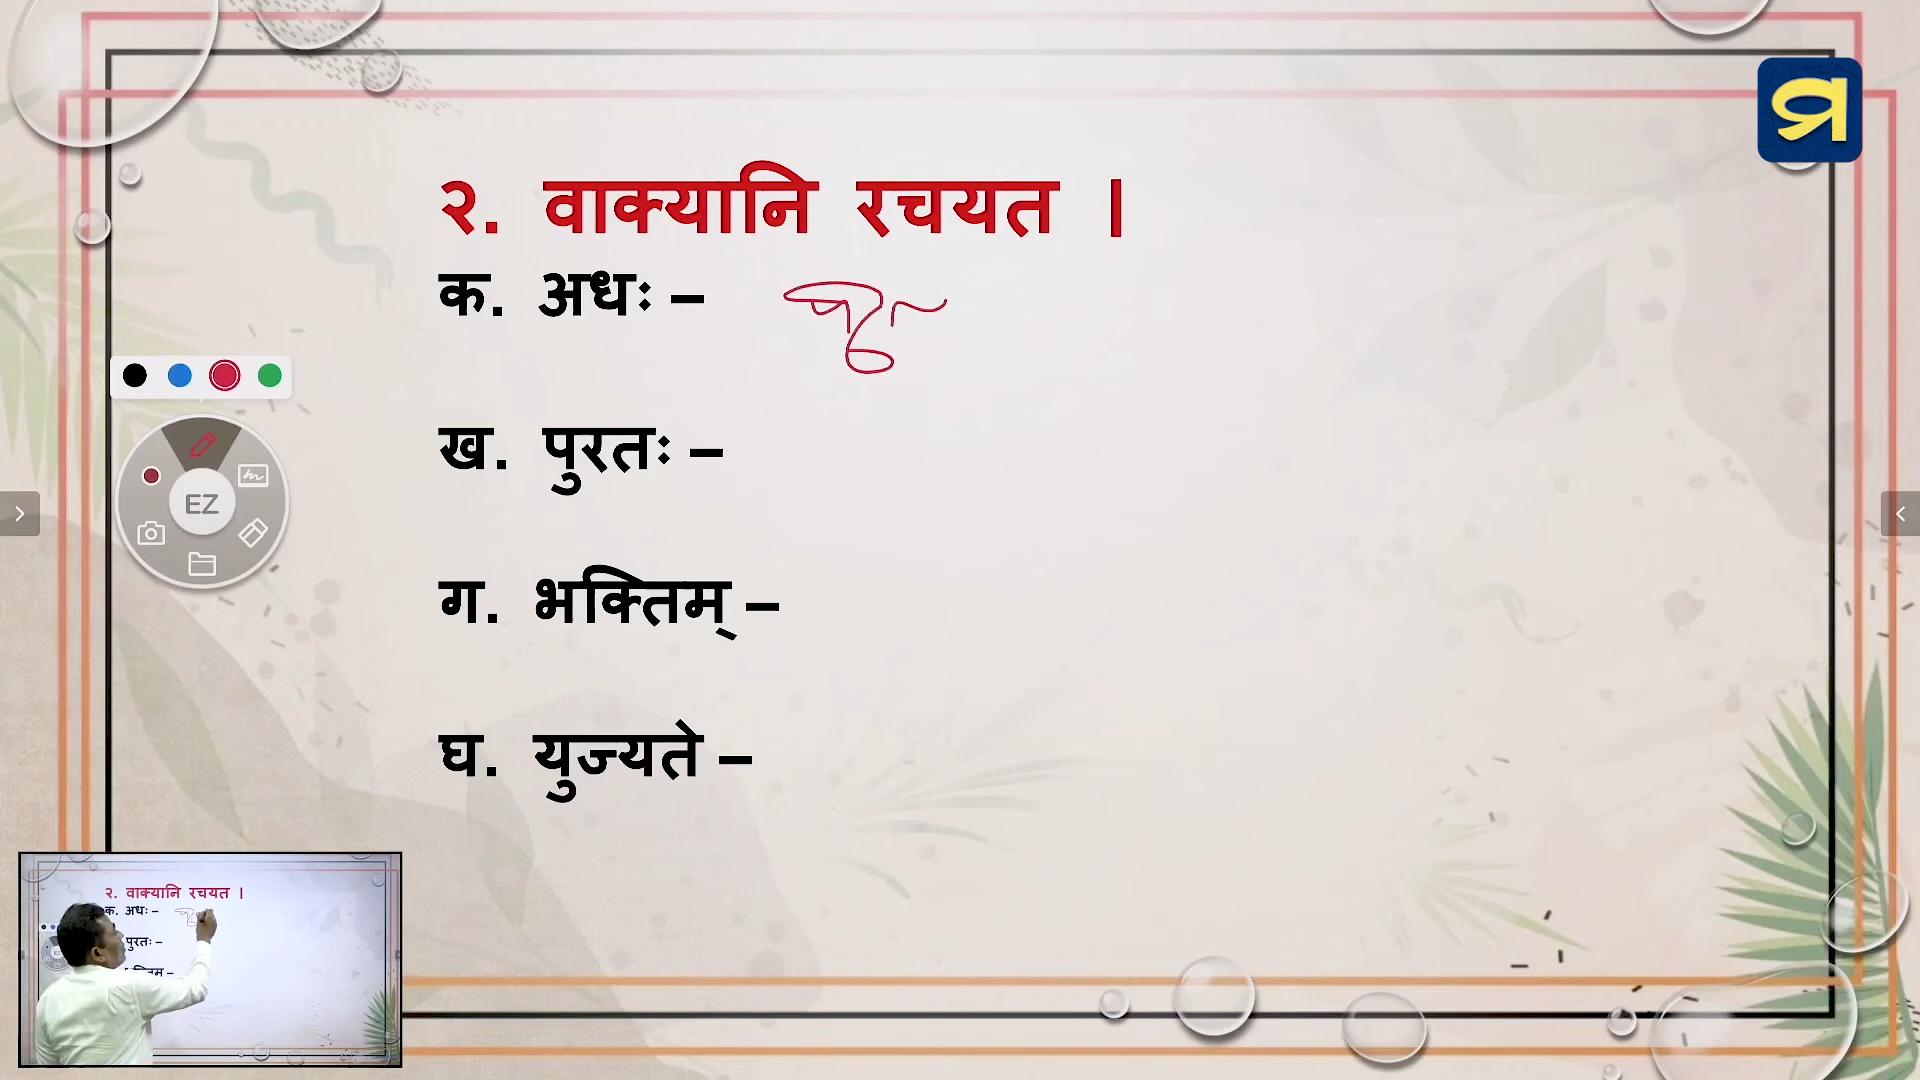 २. वाक्यानि रचयत ।
क. अधः –
ख. पुरतः –
ग. भक्तिम् –
घ. युज्यते –
EZ
२. वाक्यानि रचयत ।
क. अधः –
पुरतः –